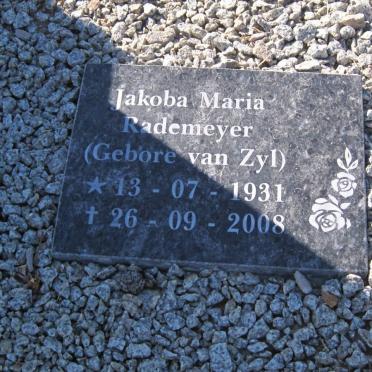 Jakoba Maria
Rademeyer
(Gebore van Zyl)
★ 13 - 07 - 1931
† 26 - 09 - 2008